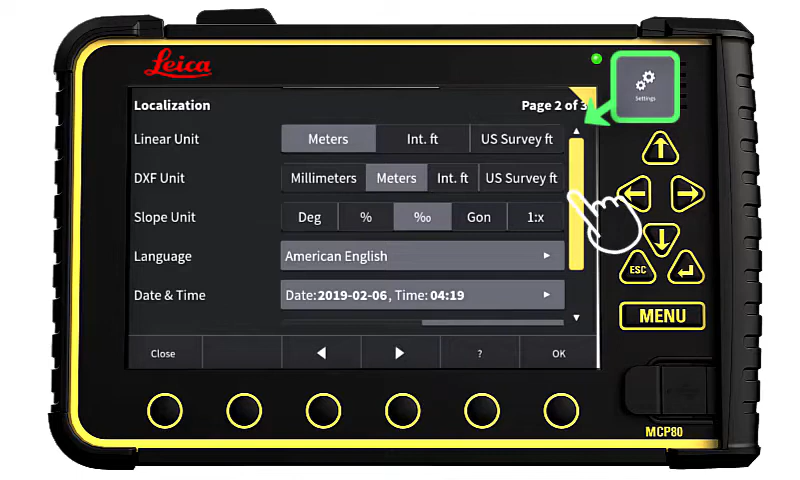 Leica
Settings
Localization
Page 2 of 3
Linear Unit Meters Int. ft US Survey ft
DXF Unit Millimeters Meters Int. ft US Survey ft
Slope Unit Deg % ‰ Gon 1:x
Language American English
Date & Time Date:2019-02-06, Time: 04:19
Close ? OK
ESC
MENU
MCP80